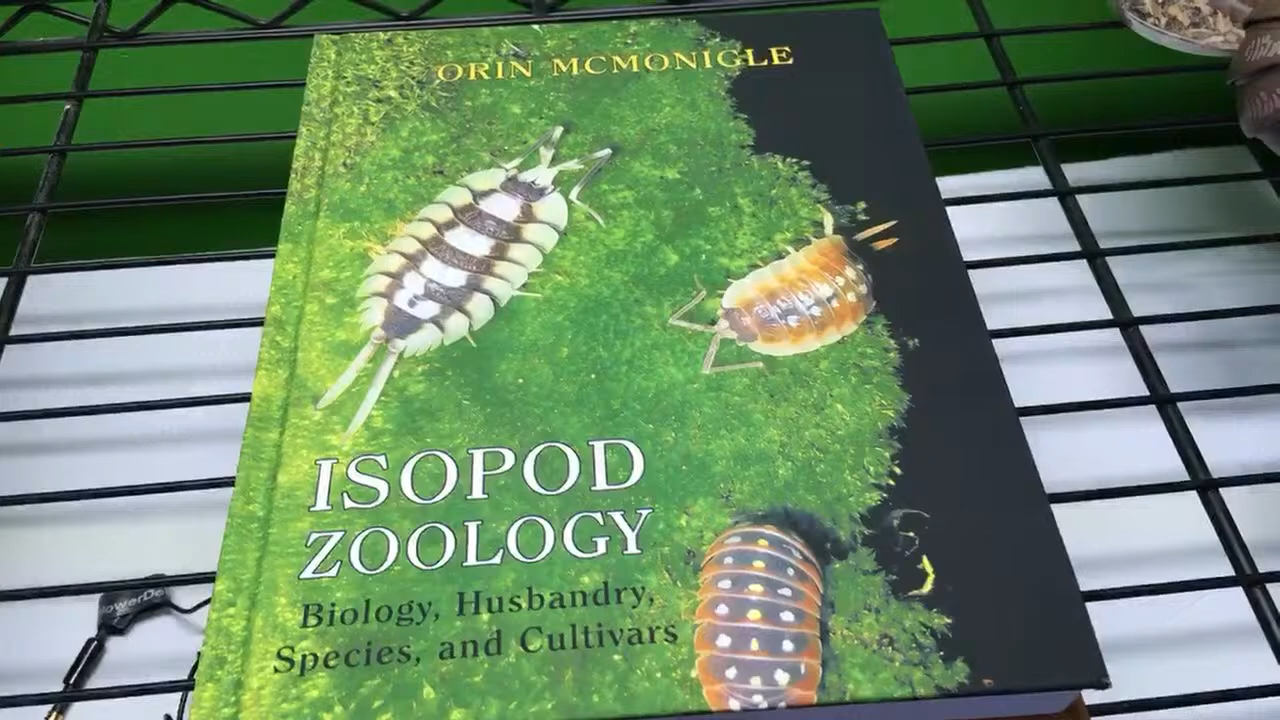 ORIN MCMONIGLE
ISOPOD
ZOOLOGY
Biology, Husbandry,
Species, and Cultivars